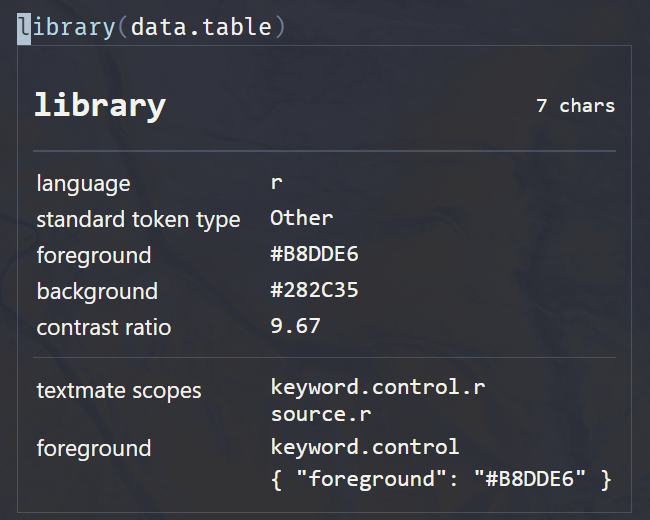 library(data.table)
library 7 chars
language r
standard token type Other
foreground #B8DDE6
background #282C35
contrast ratio 9.67
textmate scopes keyword.control.r
source.r
foreground keyword.control
{ "foreground": "#B8DDE6" }